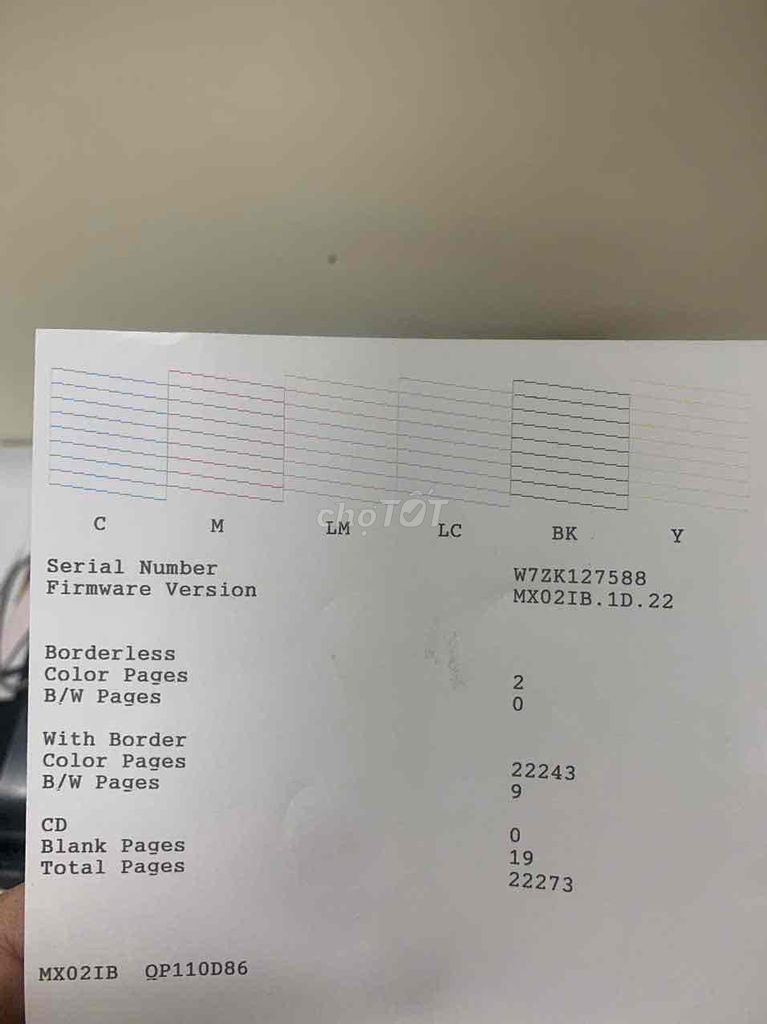 C M LM LC BK Y
chợTỐT
Serial Number W7ZK127588
Firmware Version MX02IB.1D.22
Borderless
Color Pages 2
B/W Pages 0
With Border
Color Pages 22243
B/W Pages 9
CD 0
Blank Pages 19
Total Pages 22273
MX02IB QP110D86